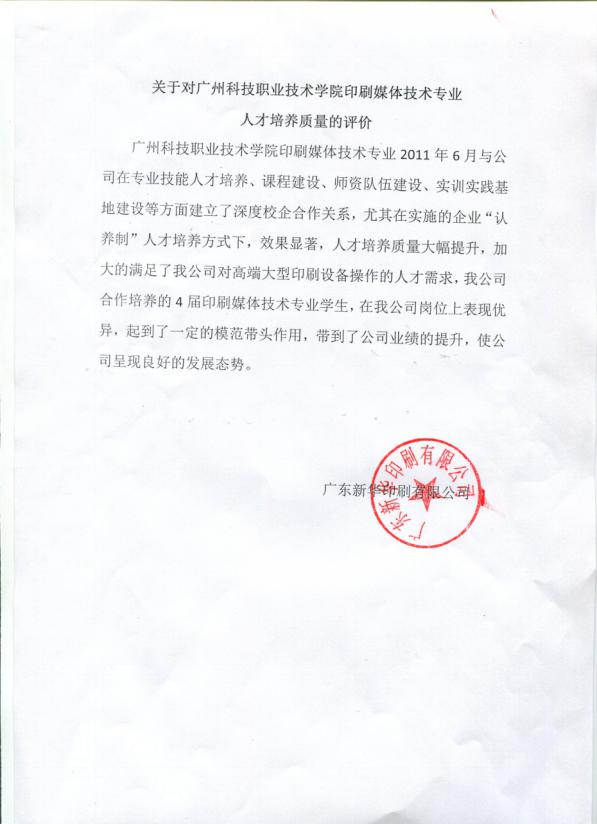 关于对广州科技职业技术学院印刷媒体技术专业
人才培养质量的评价
广州科技职业技术学院印刷媒体技术专业 2011 年 6 月与公
司在专业技能人才培养、课程建设、师资队伍建设、实训实践基
地建设等方面建立了深度校企合作关系，尤其在实施的企业“认
养制”人才培养方式下，效果显著，人才培养质量大幅提升，加
大的满足了我公司对高端大型印刷设备操作的人才需求，我公司
合作培养的 4 届印刷媒体技术专业学生，在我公司岗位上表现优
异，起到了一定的模范带头作用，带到了公司业绩的提升，使公
司呈现良好的发展态势。
广东新华印刷有限公司
广东新华印刷有限公司